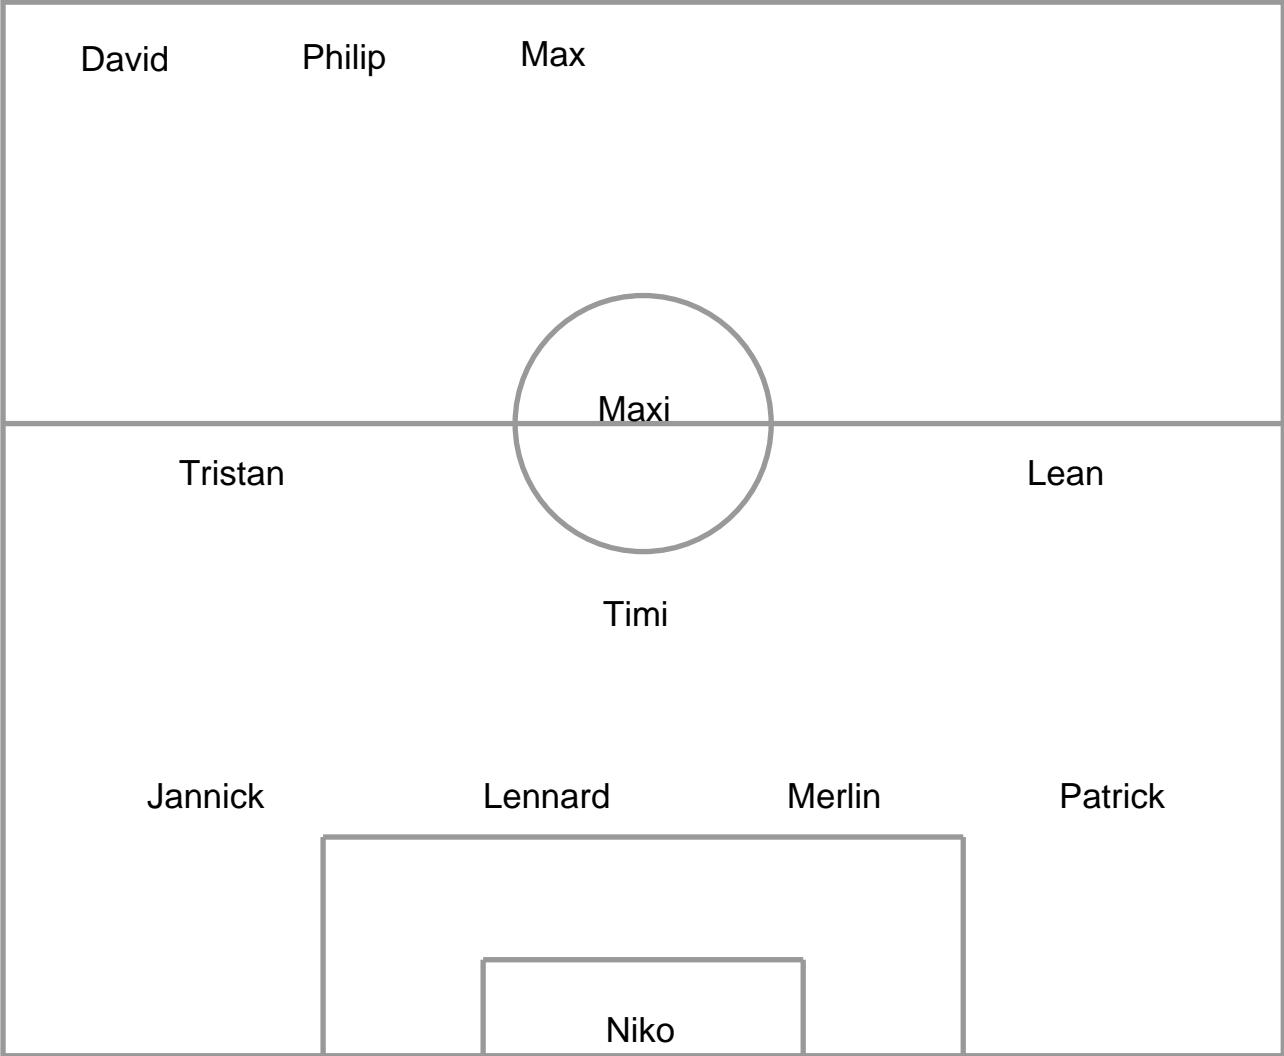 David Philip Max
Maxi
Tristan Lean
Timi
Jannick Lennard Merlin Patrick
Niko